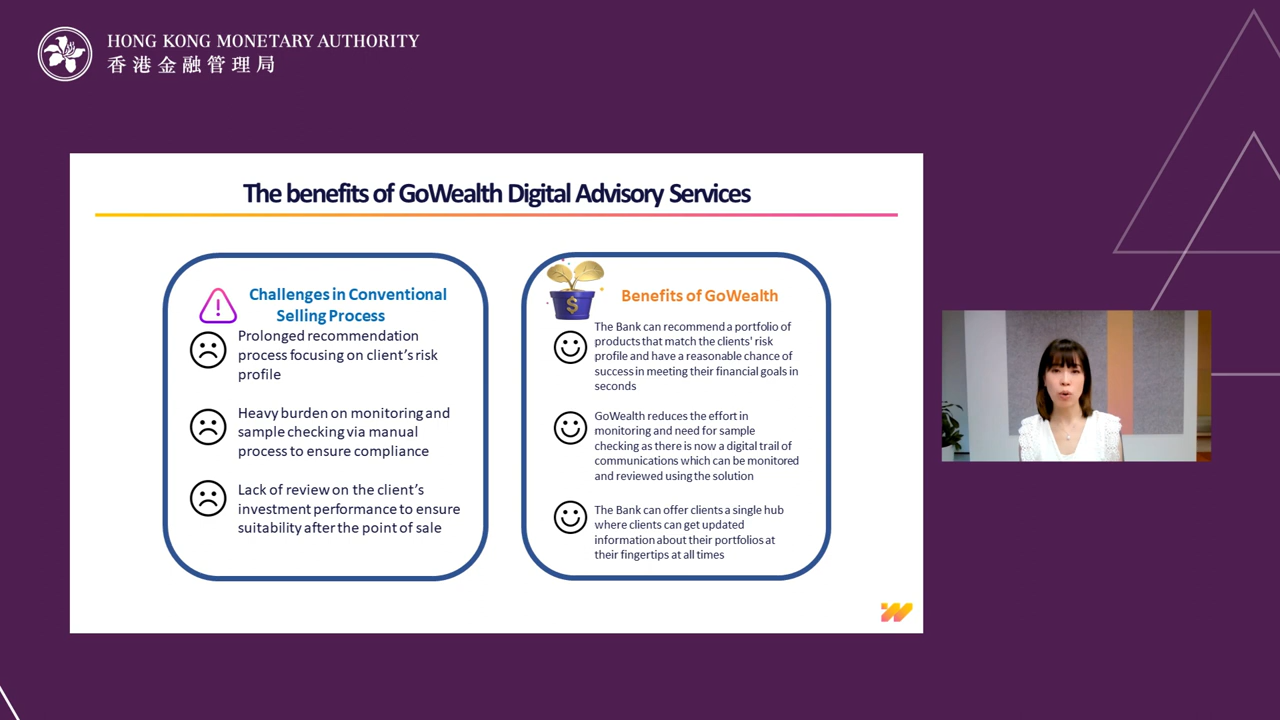 HONG KONG MONETARY AUTHORITY
香港金融管理局
The benefits of GoWealth Digital Advisory Services
Challenges in Conventional
Selling Process
Prolonged recommendation
process focusing on client's risk
profile
Heavy burden on monitoring and
sample checking via manual
process to ensure compliance
Lack of review on the client's
investment performance to ensure
suitability after the point of sale
$
Benefits of GoWealth
The Bank can recommend a portfolio of
products that match the clients' risk
profile and have a reasonable chance of
success in meeting their financial goals in
seconds
GoWealth reduces the effort in
monitoring and need for sample
checking as there is now a digital trail of
communications which can be monitored
and reviewed using the solution
The Bank can offer clients a single hub
where clients can get updated
information about their portfolios at
their fingertips at all times